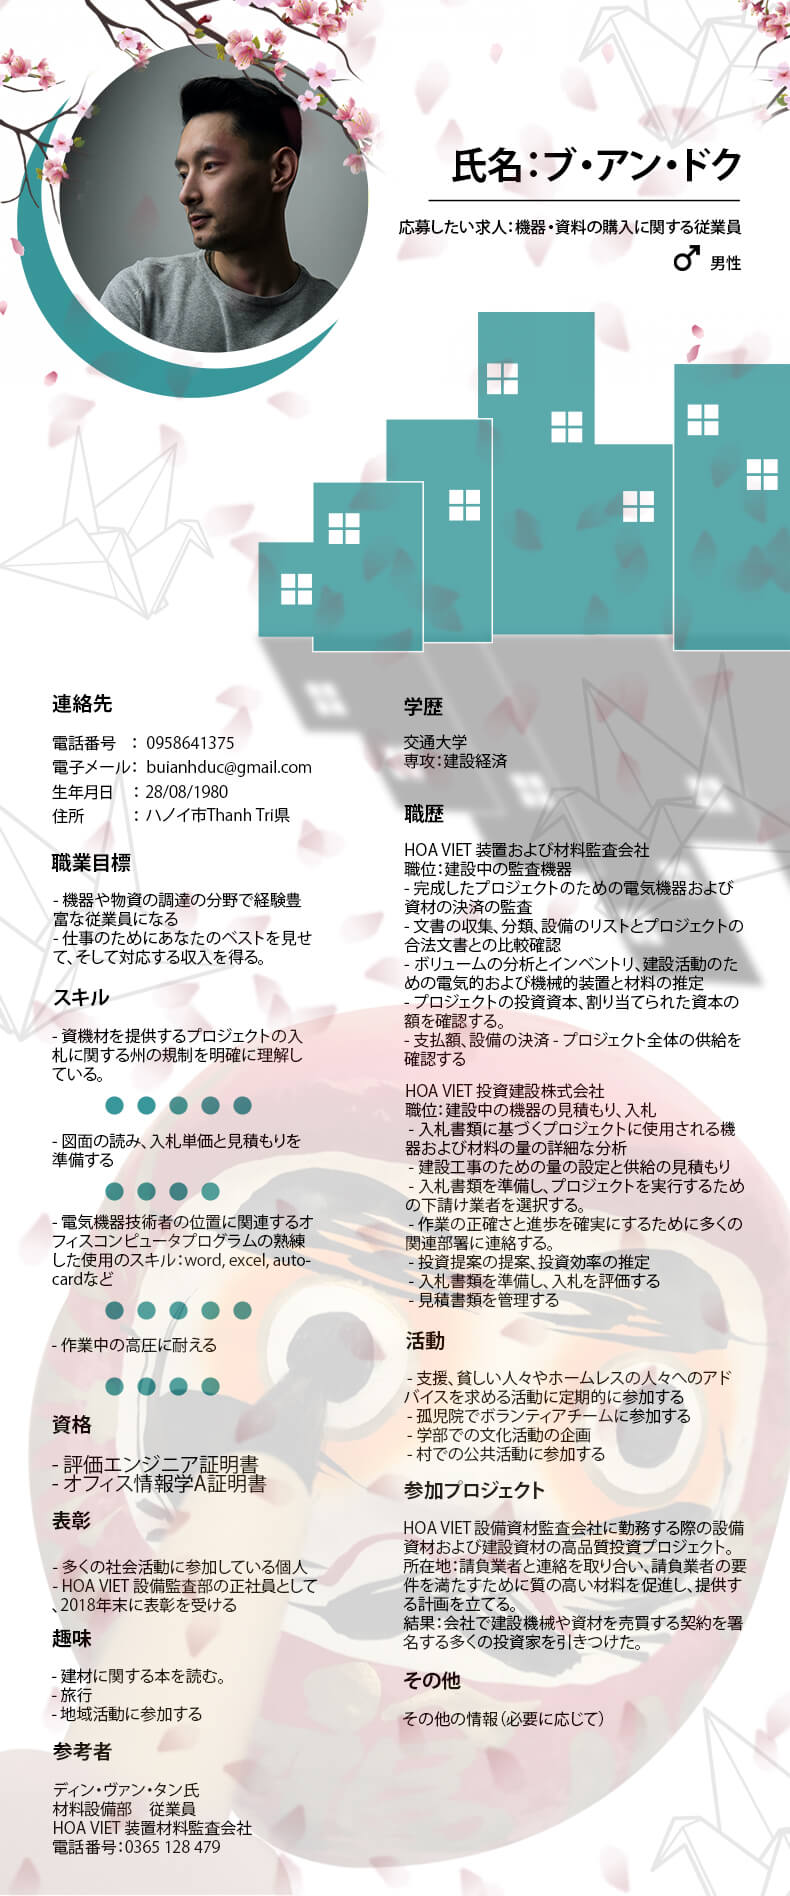 氏名：ブ・アン・ドク
応募したい求人：機器・資料の購入に関する従業員
男性
連絡先
電話番号　：0958641375
電子メール：buianhduc@gmail.com
生年月日　：28/08/1980
住所　　　：ハノイ市Thanh Tri県
職業目標
- 機器や物資の調達の分野で経験豊
富な従業員になる
- 仕事のためにあなたのベストを見せ
て、そして対応する収入を得る。
スキル
- 資機材を提供するプロジェクトの入
札に関する州の規制を明確に理解し
ている。
- 図面の読み、入札単価と見積もりを
準備する
- 電気機器技術者の位置に関連するオ
フィスコンピュータプログラムの熟練
した使用のスキル：word, excel, auto-
cardなど
- 作業中の高圧に耐える
資格
- 評価エンジニア証明書
- オフィス情報学A証明書
表彰
- 多くの社会活動に参加している個人
- HOA VIET 設備監査部の正社員として
、2018年末に表彰を受ける
趣味
- 建材に関する本を読む。
- 旅行
- 地域活動に参加する
参考者
ディン・ヴァン・タン氏
材料設備部　従業員
HOA VIET 装置材料監査会社
電話番号：0365 128 479
学歴
交通大学
専攻：建設経済
職歴
HOA VIET 装置および材料監査会社
職位：建設中の監査機器
- 完成したプロジェクトのための電気機器および
資材の決済の監査
- 文書の収集、分類、設備のリストとプロジェクトの
合法文書との比較確認
- ボリュームの分析とインベントリ、建設活動のた
めの電気的および機械的装置と材料の推定
- プロジェクトの投資資本、割り当てられた資本の
額を確認する。
- 支払額、設備の決済 - プロジェクト全体の供給を
確認する
HOA VIET 投資建設株式会社
職位：建設中の機器の見積もり、入札
- 入札書類に基づくプロジェクトに使用される機
器および材料の量の詳細な分析
- 建設工事のための量の設定と供給の見積もり
- 入札書類を準備し、プロジェクトを実行するため
の下請け業者を選択する。
- 作業の正確さと進歩を確実にするために多くの
関連部署に連絡する。
- 投資提案の提案、投資効率の推定
- 入札書類を準備し、入札を評価する
- 見積書類を管理する
活動
- 支援、貧しい人々やホームレスの人々へのアド
バイスを求める活動に定期的に参加する
- 孤児院でボランティアチームに参加する
- 学部での文化活動の企画
- 村での公共活動に参加する
参加プロジェクト
HOA VIET 設備資材監査会社に勤務する際の設備
資材および建設資材の高品質投資プロジェクト。
所在地：請負業者と連絡を取り合い、請負業者の要
件を満たすために質の高い材料を促進し、提供す
る計画を立てる。
結果：会社で建設機械や資材を売買する契約を署
名する多くの投資家を引きつけた。
その他
その他の情報（必要に応じて）